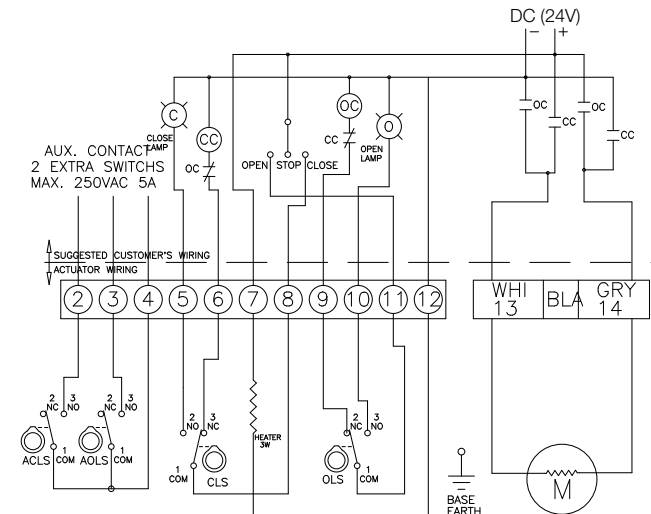 DC (24V)
− +
OC
CC
OC
CC
C
CLOSE
LAMP
CC
OC
OC
CC
O
OPEN
LAMP
OPEN STOP CLOSE
AUX. CONTACT
2 EXTRA SWITCHS
MAX. 250VAC 5A
SUGGESTED CUSTOMER'S WIRING
ACTUATOR WIRING
2 3 4 5 6 7 8 9 10 11 12
WHI
13
BLA
GRY
14
2
NC
3
NO
1
COM
ACLS
2
NC
3
NO
1
COM
AOLS
2
NO
3
NC
1
COM
CLS
HEATER
3W
2
NC
3
NO
1
COM
OLS
BASE
EARTH
M